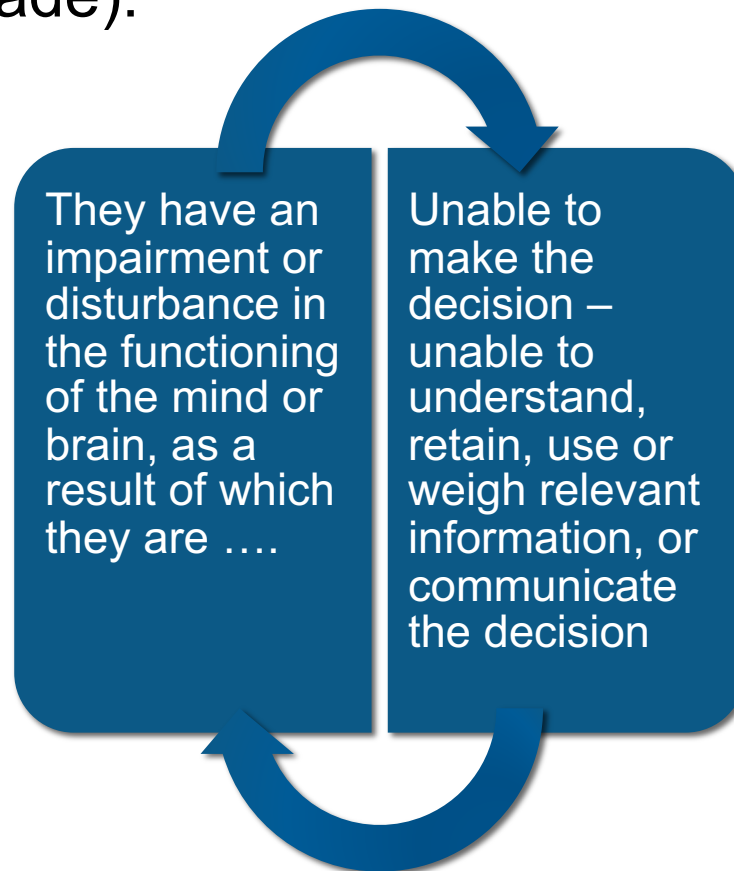 ade).
They have an
impairment or
disturbance in
the functioning
of the mind or
brain, as a
result of which
they are ….
Unable to
make the
decision –
unable to
understand,
retain, use or
weigh relevant
information, or
communicate
the decision